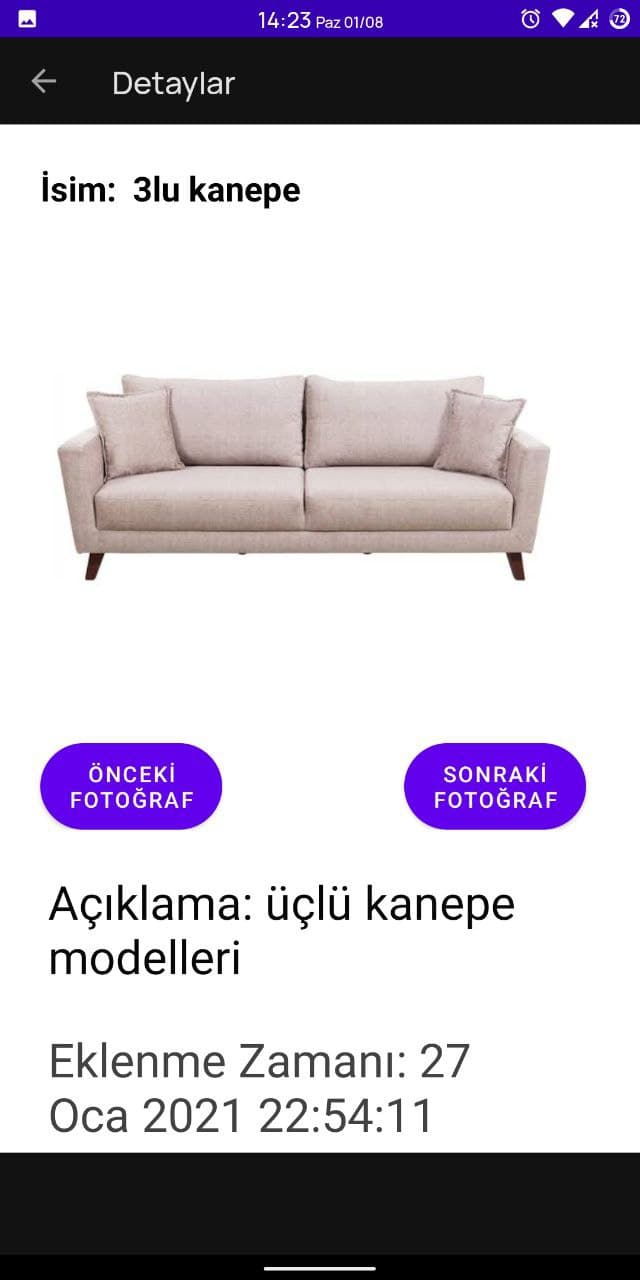 14:23 Paz 01/08
72
Detaylar
İsim: 3lu kanepe
ÖNCEKİ
FOTOĞRAF
SONRAKİ
FOTOĞRAF
Açıklama: üçlü kanepe
modelleri
Eklenme Zamanı: 27
Oca 2021 22:54:11